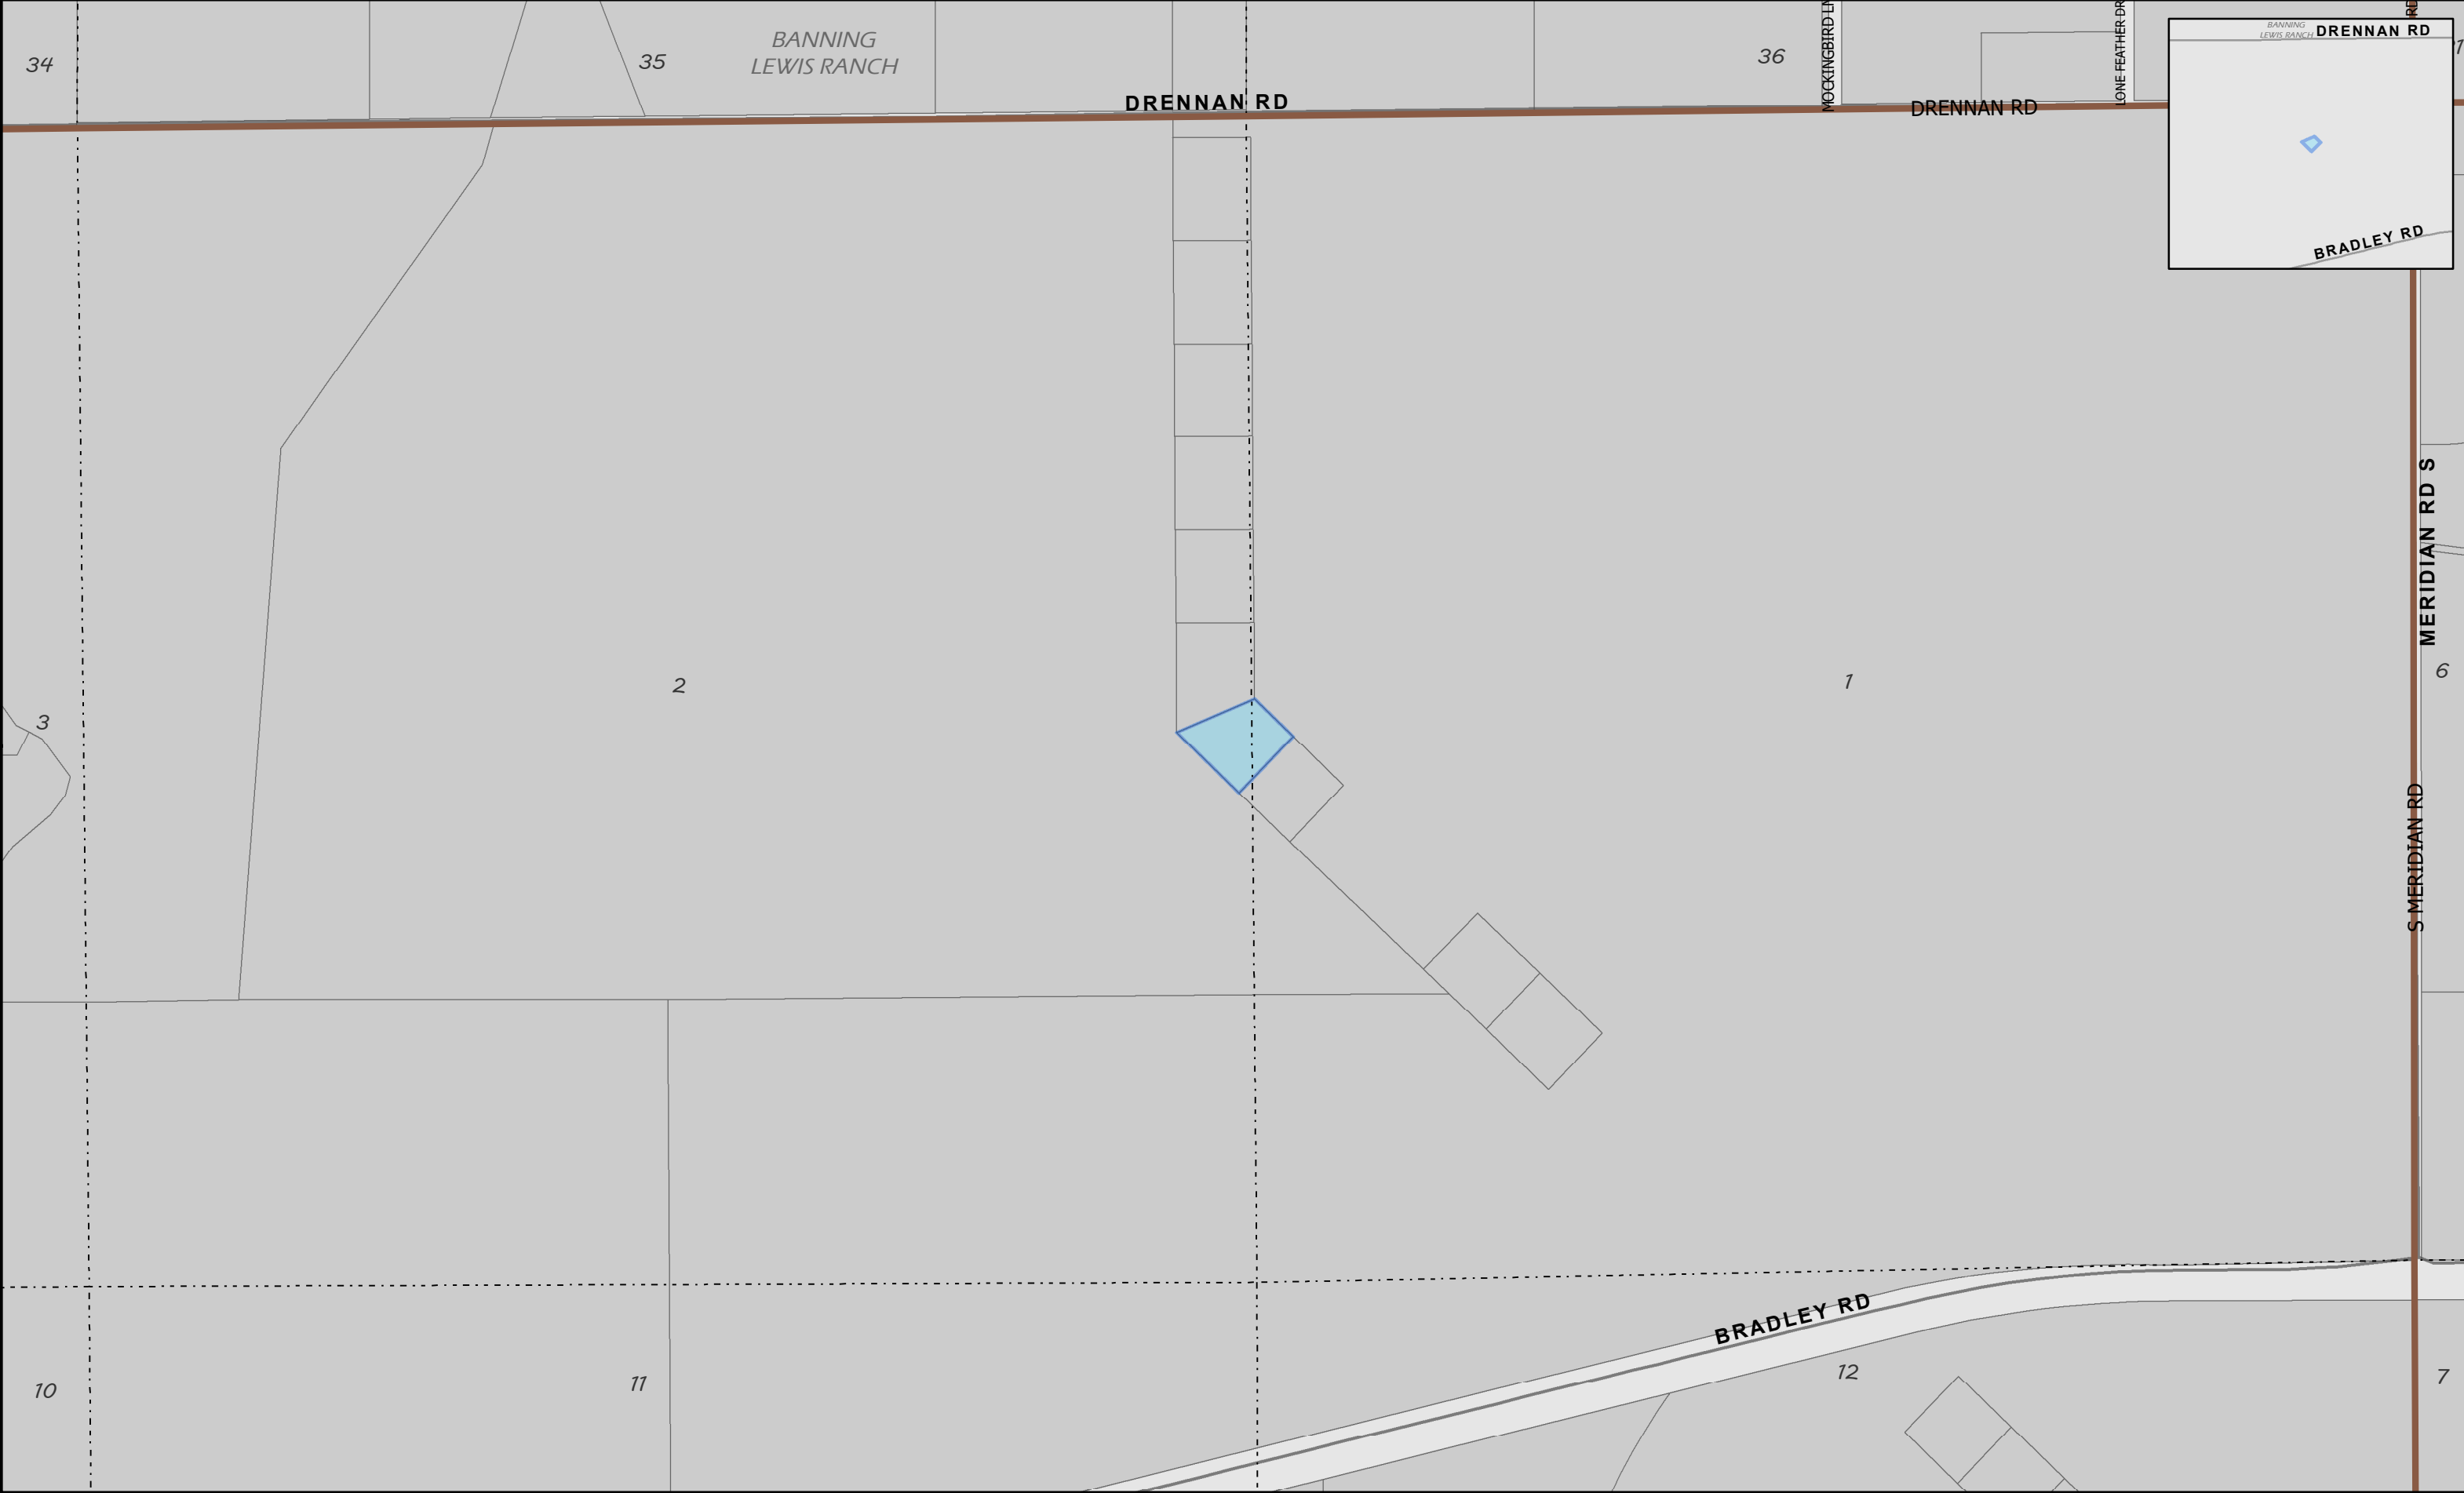 34
35
BANNING
LEWIS RANCH
36
MOCKINGBIRD LN
LONE FEATHER DR
RD
DRENNAN RD
DRENNAN RD
BANNING
LEWIS RANCH
DRENNAN RD
BRADLEY RD
MERIDIAN RD S
3
2
1
6
S MERIDIAN RD
BRADLEY RD
10
11
12
7